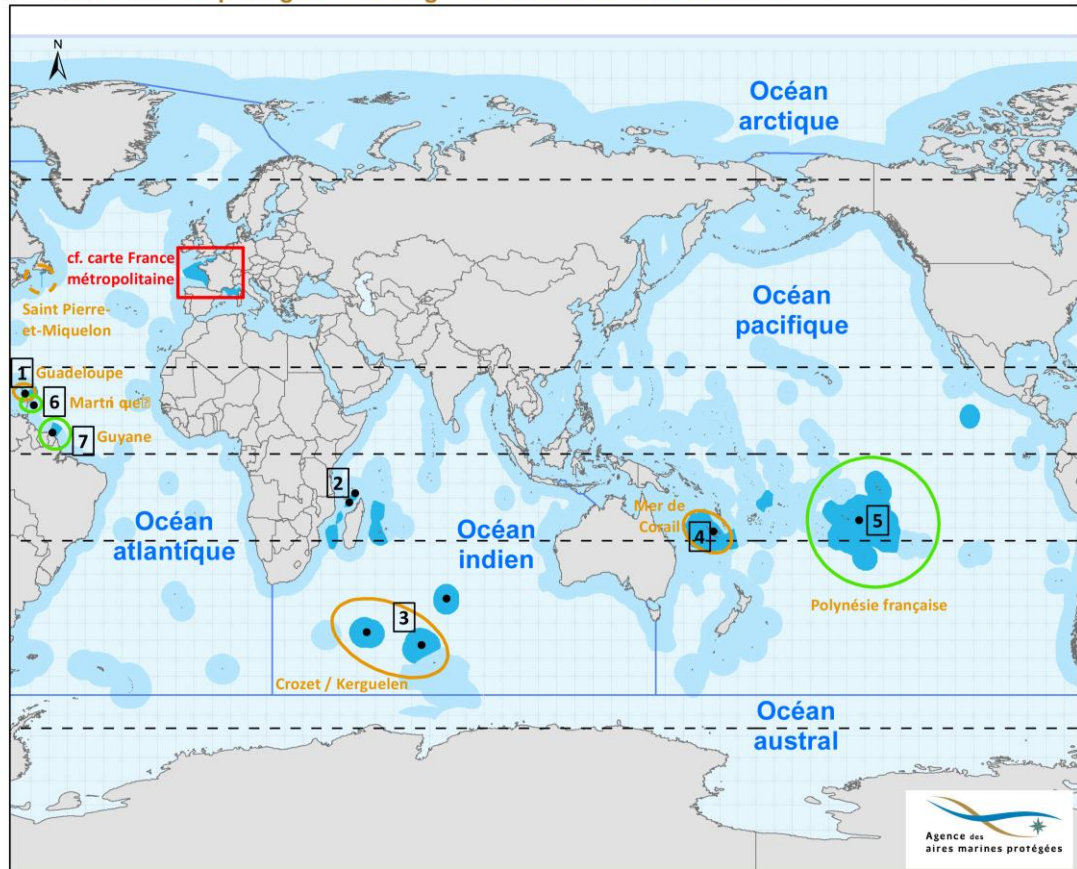 N
Océan
arctique
cf. carte France
métropolitaine
Saint Pierre-
et-Miquelon
Océan
pacifique
1
Guadeloupe
6
7
Guyane
2
Océan
atlantique
Océan
indien
Mer de
Corail
4
5
Polynésie française
3
Crozet / Kerguelen
Océan
austral
Agence des
aires marines protégées